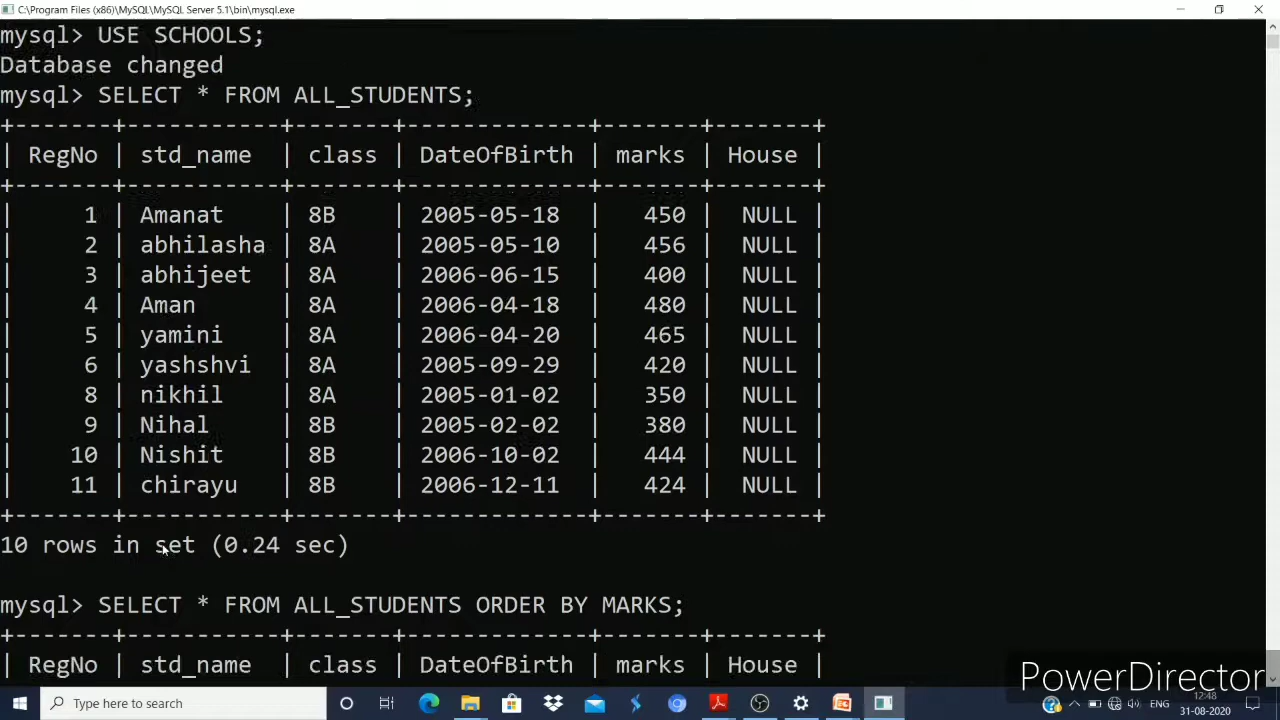 C:\Program Files (x86)\MySQL\MySQL Server 5.1\bin\mysql.exe
mysql> USE SCHOOLS;
Database changed
mysql> SELECT * FROM ALL_STUDENTS;
+-------+-----------+-------+-------------+-------+-------+
| RegNo | std_name  | class | DateOfBirth | marks | House |
+-------+-----------+-------+-------------+-------+-------+
|     1 | Amanat    | 8B    | 2005-05-18  |   450 |  NULL |
|     2 | abhilasha | 8A    | 2005-05-10  |   456 |  NULL |
|     3 | abhijeet  | 8A    | 2006-06-15  |   400 |  NULL |
|     4 | Aman      | 8A    | 2006-04-18  |   480 |  NULL |
|     5 | yamini    | 8A    | 2006-04-20  |   465 |  NULL |
|     6 | yashshvi  | 8A    | 2005-09-29  |   420 |  NULL |
|     8 | nikhil    | 8A    | 2005-01-02  |   350 |  NULL |
|     9 | Nihal     | 8B    | 2005-02-02  |   380 |  NULL |
|    10 | Nishit    | 8B    | 2006-10-02  |   444 |  NULL |
|    11 | chirayu   | 8B    | 2006-12-11  |   424 |  NULL |
+-------+-----------+-------+-------------+-------+-------+
10 rows in set (0.24 sec)
mysql> SELECT * FROM ALL_STUDENTS ORDER BY MARKS;
+-------+-----------+-------+-------------+-------+-------+
| RegNo | std_name  | class | DateOfBirth | marks | House |
PowerDirector
Type here to search
ENG
12:48
31-08-2020